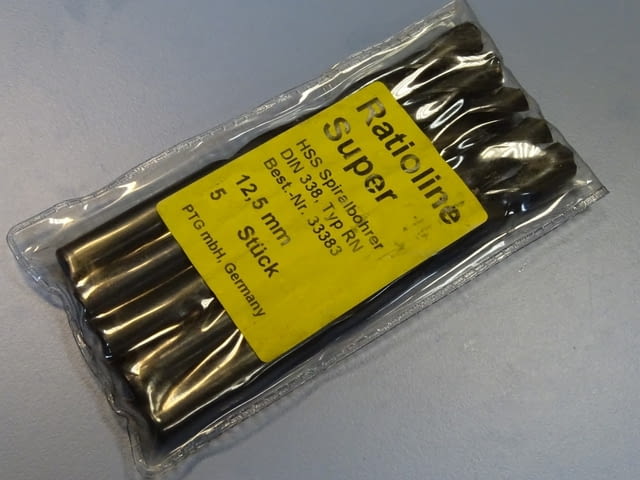 Ratioline
Super
HSS Spiralbohrer
DIN 338, Typ RN
Best.-Nr. 33383
12,5 mm
5 Stück
PTG mbH, Germany